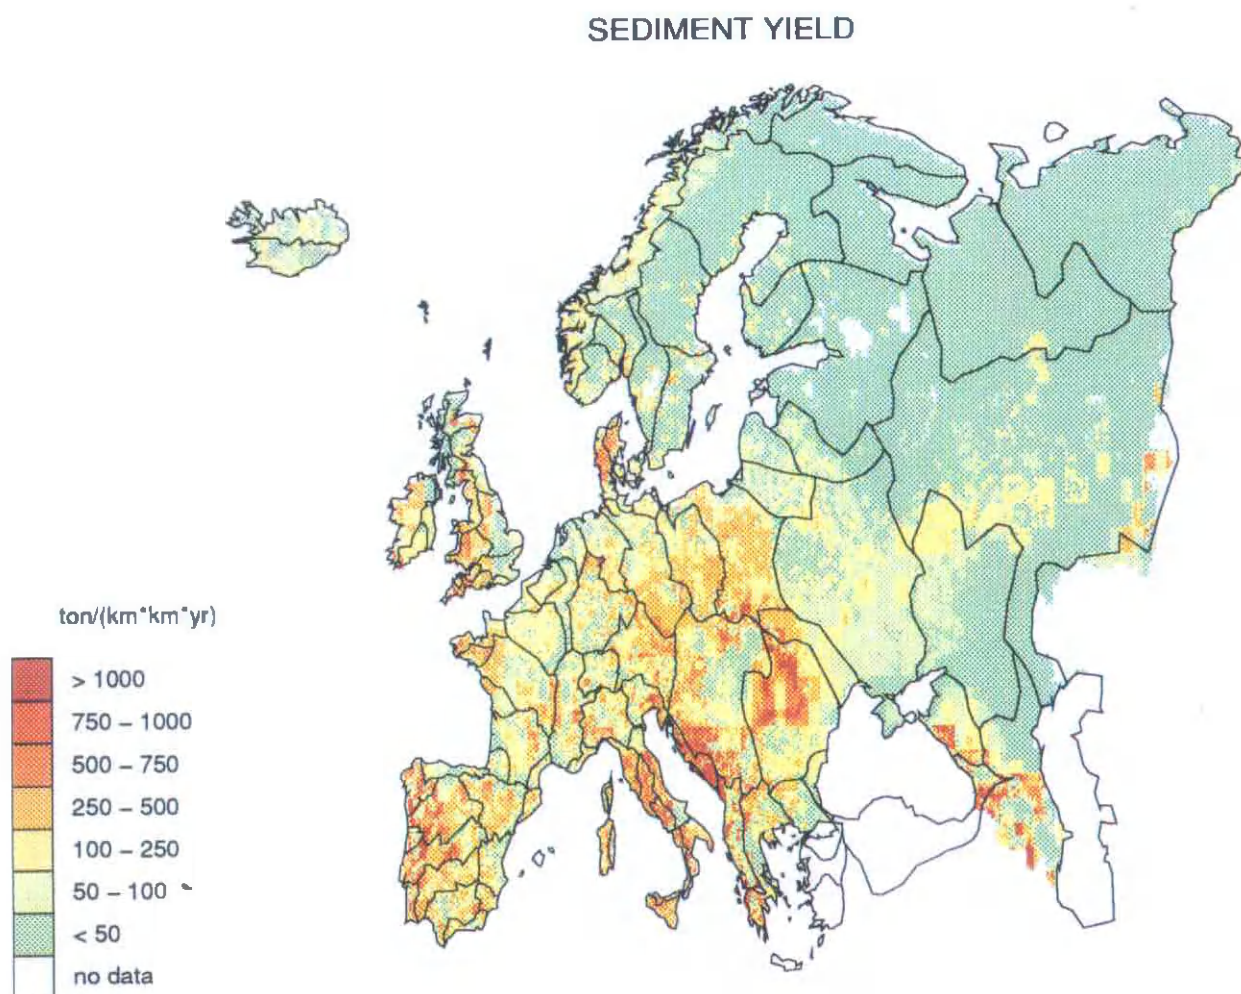 SEDIMENT YIELD
ton/(km*km*yr)
> 1000
750 – 1000
500 – 750
250 – 500
100 – 250
50 – 100
< 50
no data